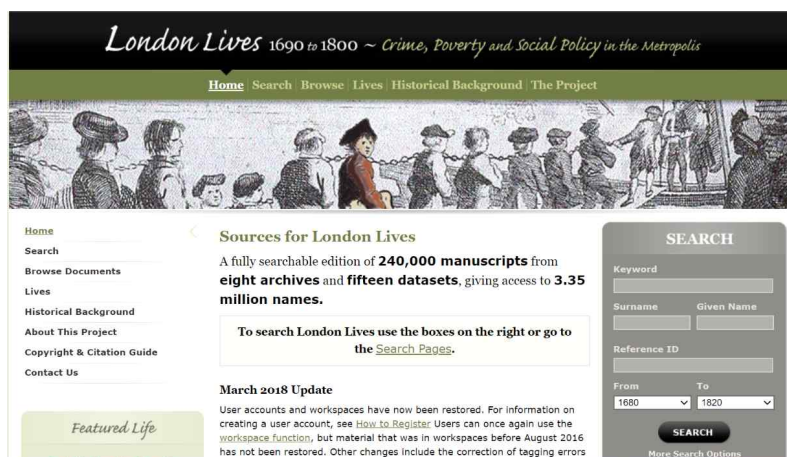 London Lives 1690 to 1800 ~ Crime, Poverty and Social Policy in the Metropolis
Home | Search | Browse | Lives | Historical Background | The Project
Home
Search
Browse Documents
Lives
Historical Background
About This Project
Copyright & Citation Guide
Contact Us
Featured Life
Sources for London Lives
A fully searchable edition of 240,000 manuscripts from
eight archives and fifteen datasets, giving access to 3.35
million names.
To search London Lives use the boxes on the right or go to
the Search Pages.
March 2018 Update
User accounts and workspaces have now been restored. For information on
creating a user account, see How to Register Users can once again use the
workspace function, but material that was in workspaces before August 2016
has not been restored. Other changes include the correction of tagging errors
SEARCH
Keyword
Surname Given Name
Reference ID
From To
1680 1820
SEARCH
More Search Options